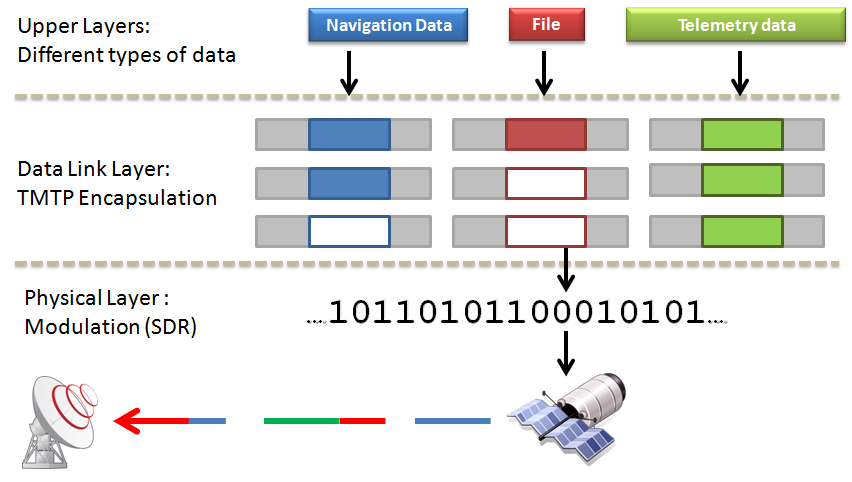 Upper Layers:
Different types of data
Navigation Data
File
Telemetry data
Data Link Layer:
TMTP Encapsulation
Physical Layer :
Modulation (SDR)
....10110101100010101....